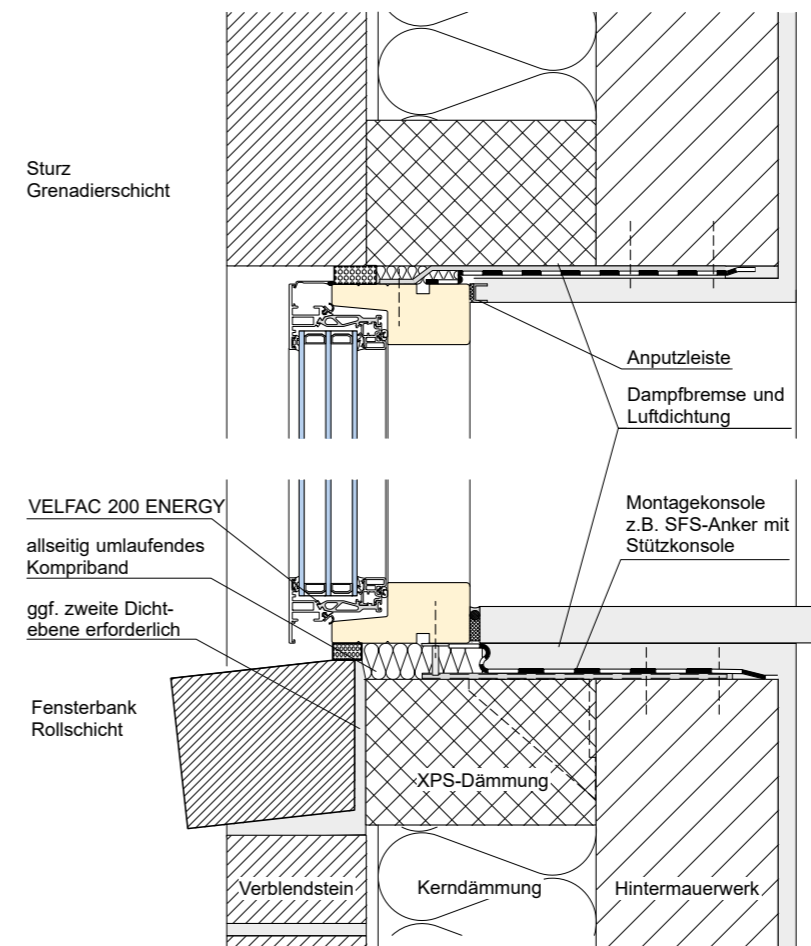 Sturz
Grenadierschicht
Anputzleiste
Dampfbremse und
Luftdichtung
VELFAC 200 ENERGY
allseitig umlaufendes
Kompriband
ggf. zweite Dicht-
ebene erforderlich
Montagekonsole
z.B. SFS-Anker mit
Stützkonsole
Fensterbank
Rollschicht
XPS-Dämmung
Verblendstein
Kerndämmung
Hintermauerwerk